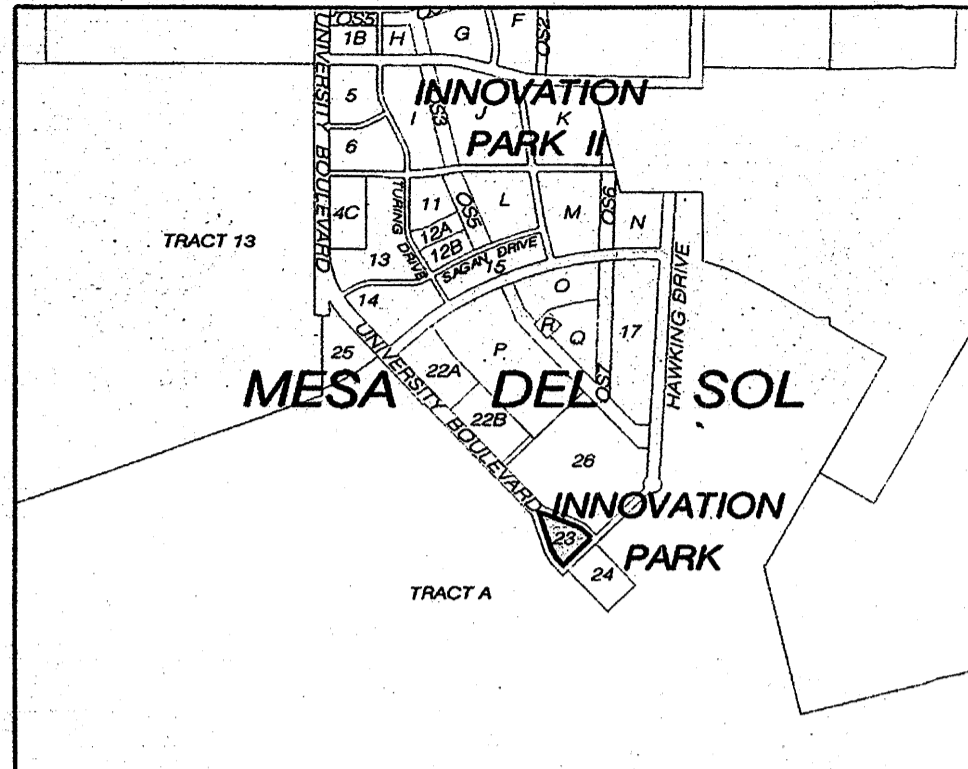 OS5
1B
H
G
F
OS2
UNIVERSITY BOULEVARD
5
INNOVATION
I
OS3
J
K
PARK II
6
4C
TURING DRIVE
11
OS5
L
M
OS6
N
TRACT 13
12A
12B
SAGAN DRIVE
13
15
HAWKING DRIVE
14
O
UNIVERSITY BOULEVARD
R
Q
17
25
P
22A
MESA DEL SOL
OS7
22B
26
INNOVATION
23
PARK
24
TRACT A